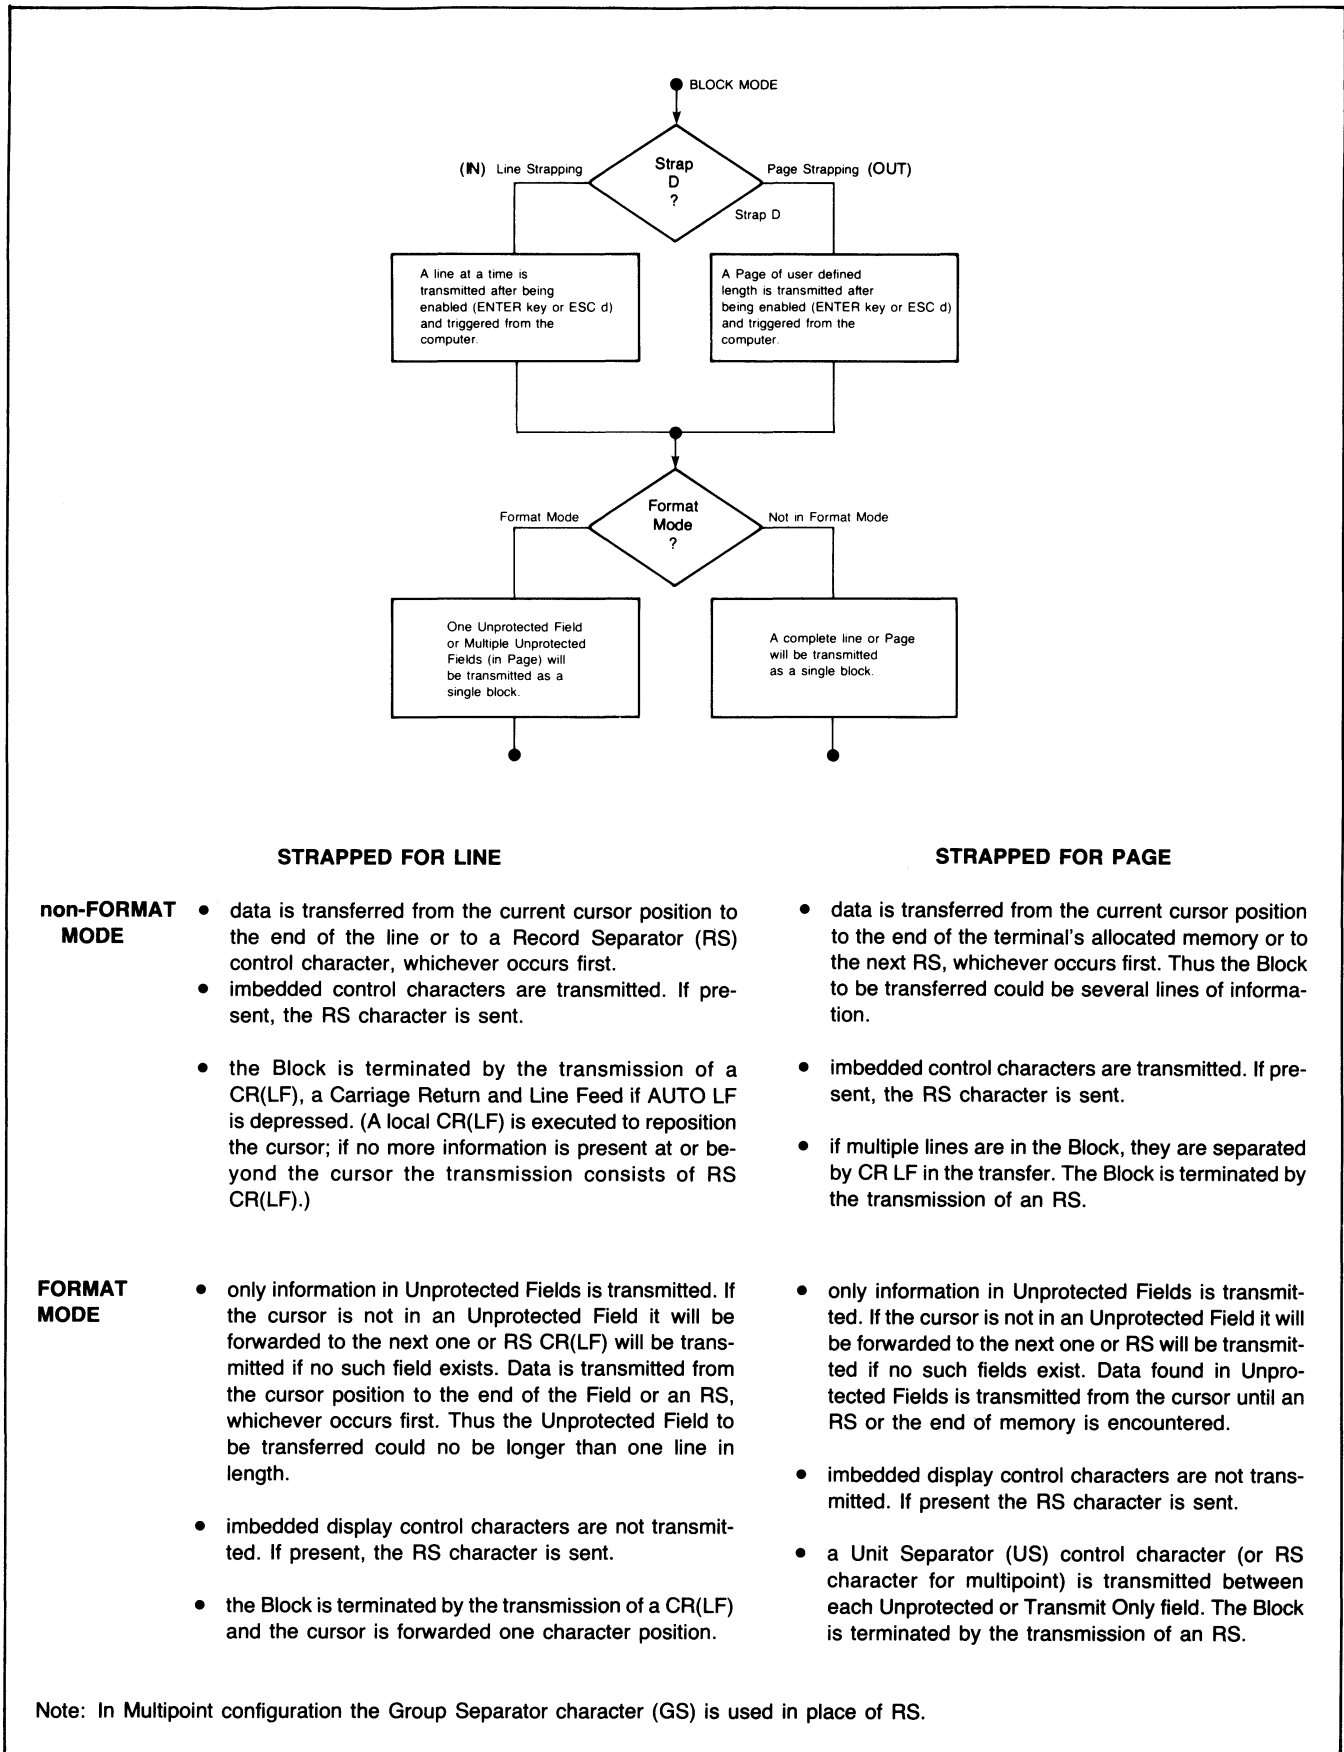 BLOCK MODE
(IN) Line Strapping
Strap
D
?
Page Strapping (OUT)
Strap D
A line at a time is
transmitted after being
enabled (ENTER key or ESC d)
and triggered from the
computer.
A Page of user defined
length is transmitted after
being enabled (ENTER key or ESC d)
and triggered from the
computer.
Format Mode
Format
Mode
?
Not in Format Mode
One Unprotected Field
or Multiple Unprotected
Fields (in Page) will
be transmitted as a
single block.
A complete line or Page
will be transmitted
as a single block.
STRAPPED FOR LINE
STRAPPED FOR PAGE
non-FORMAT
MODE
• data is transferred from the current cursor position to
the end of the line or to a Record Separator (RS)
control character, whichever occurs first.
• imbedded control characters are transmitted. If pre-
sent, the RS character is sent.
• the Block is terminated by the transmission of a
CR(LF), a Carriage Return and Line Feed if AUTO LF
is depressed. (A local CR(LF) is executed to reposition
the cursor; if no more information is present at or be-
yond the cursor the transmission consists of RS
CR(LF).)
• data is transferred from the current cursor position
to the end of the terminal's allocated memory or to
the next RS, whichever occurs first. Thus the Block
to be transferred could be several lines of informa-
tion.
• imbedded control characters are transmitted. If pre-
sent, the RS character is sent.
• if multiple lines are in the Block, they are separated
by CR LF in the transfer. The Block is terminated by
the transmission of an RS.
FORMAT
MODE
• only information in Unprotected Fields is transmitted. If
the cursor is not in an Unprotected Field it will be
forwarded to the next one or RS CR(LF) will be trans-
mitted if no such field exists. Data is transmitted from
the cursor position to the end of the Field or an RS,
whichever occurs first. Thus the Unprotected Field to
be transferred could no be longer than one line in
length.
• imbedded display control characters are not transmit-
ted. If present, the RS character is sent.
• the Block is terminated by the transmission of a CR(LF)
and the cursor is forwarded one character position.
• only information in Unprotected Fields is transmit-
ted. If the cursor is not in an Unprotected Field it will
be forwarded to the next one or RS will be transmit-
ted if no such fields exist. Data found in Unpro-
tected Fields is transmitted from the cursor until an
RS or the end of memory is encountered.
• imbedded display control characters are not trans-
mitted. If present the RS character is sent.
• a Unit Separator (US) control character (or RS
character for multipoint) is transmitted between
each Unprotected or Transmit Only field. The Block
is terminated by the transmission of an RS.
Note: In Multipoint configuration the Group Separator character (GS) is used in place of RS.